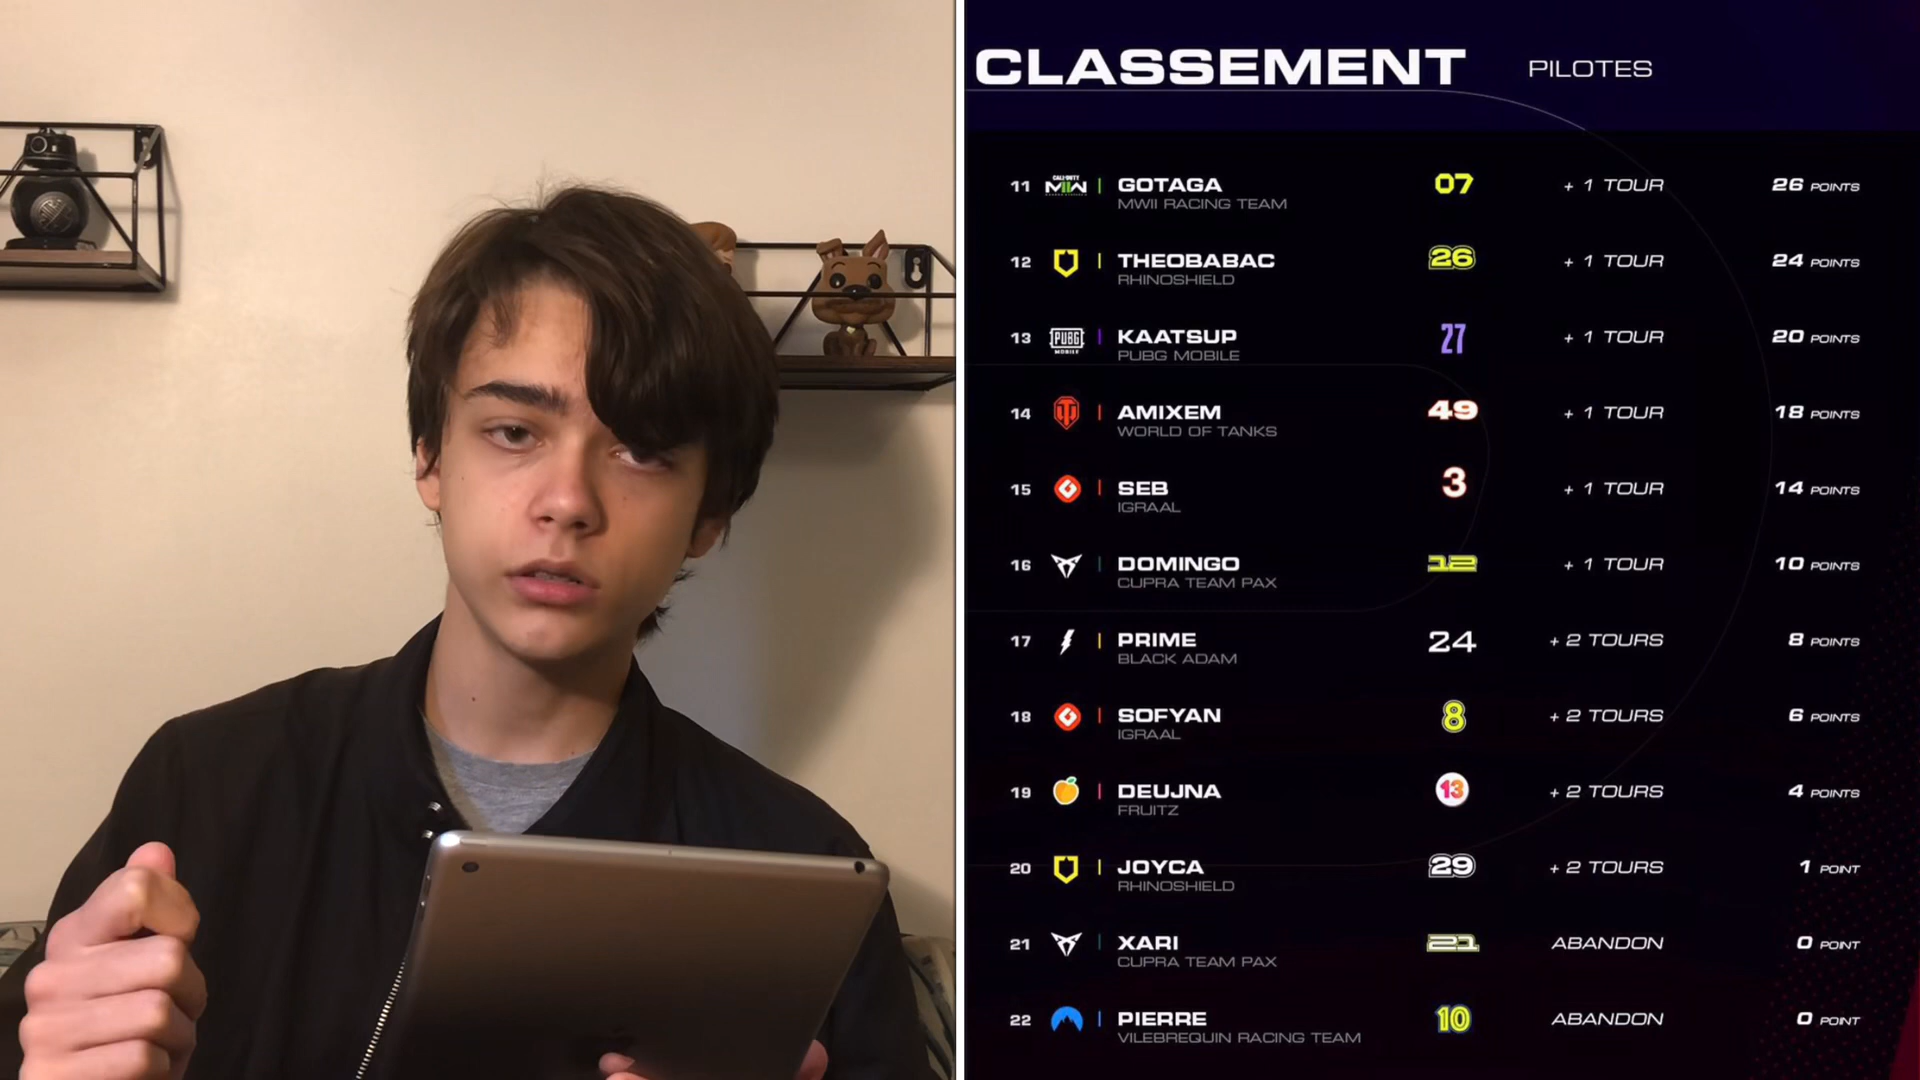 CLASSEMENT PILOTES
11 CALL OF DUTY MWII GOTAGA 07 + 1 TOUR 26 POINTS
MWII RACING TEAM
12 THEOBABAC 26 + 1 TOUR 24 POINTS
RHINOSHIELD
13 PUBG MOBILE KAATSUP 27 + 1 TOUR 20 POINTS
PUBG MOBILE
14 AMIXEM 49 + 1 TOUR 18 POINTS
WORLD OF TANKS
15 SEB 3 + 1 TOUR 14 POINTS
IGRAAL
16 DOMINGO 12 + 1 TOUR 10 POINTS
CUPRA TEAM PAX
17 PRIME 24 + 2 TOURS 8 POINTS
BLACK ADAM
18 SOFYAN 8 + 2 TOURS 6 POINTS
IGRAAL
19 DEUJNA 13 + 2 TOURS 4 POINTS
FRUITZ
20 JOYCA 29 + 2 TOURS 1 POINT
RHINOSHIELD
21 XARI 21 ABANDON 0 POINT
CUPRA TEAM PAX
22 PIERRE 10 ABANDON 0 POINT
VILEBREQUIN RACING TEAM